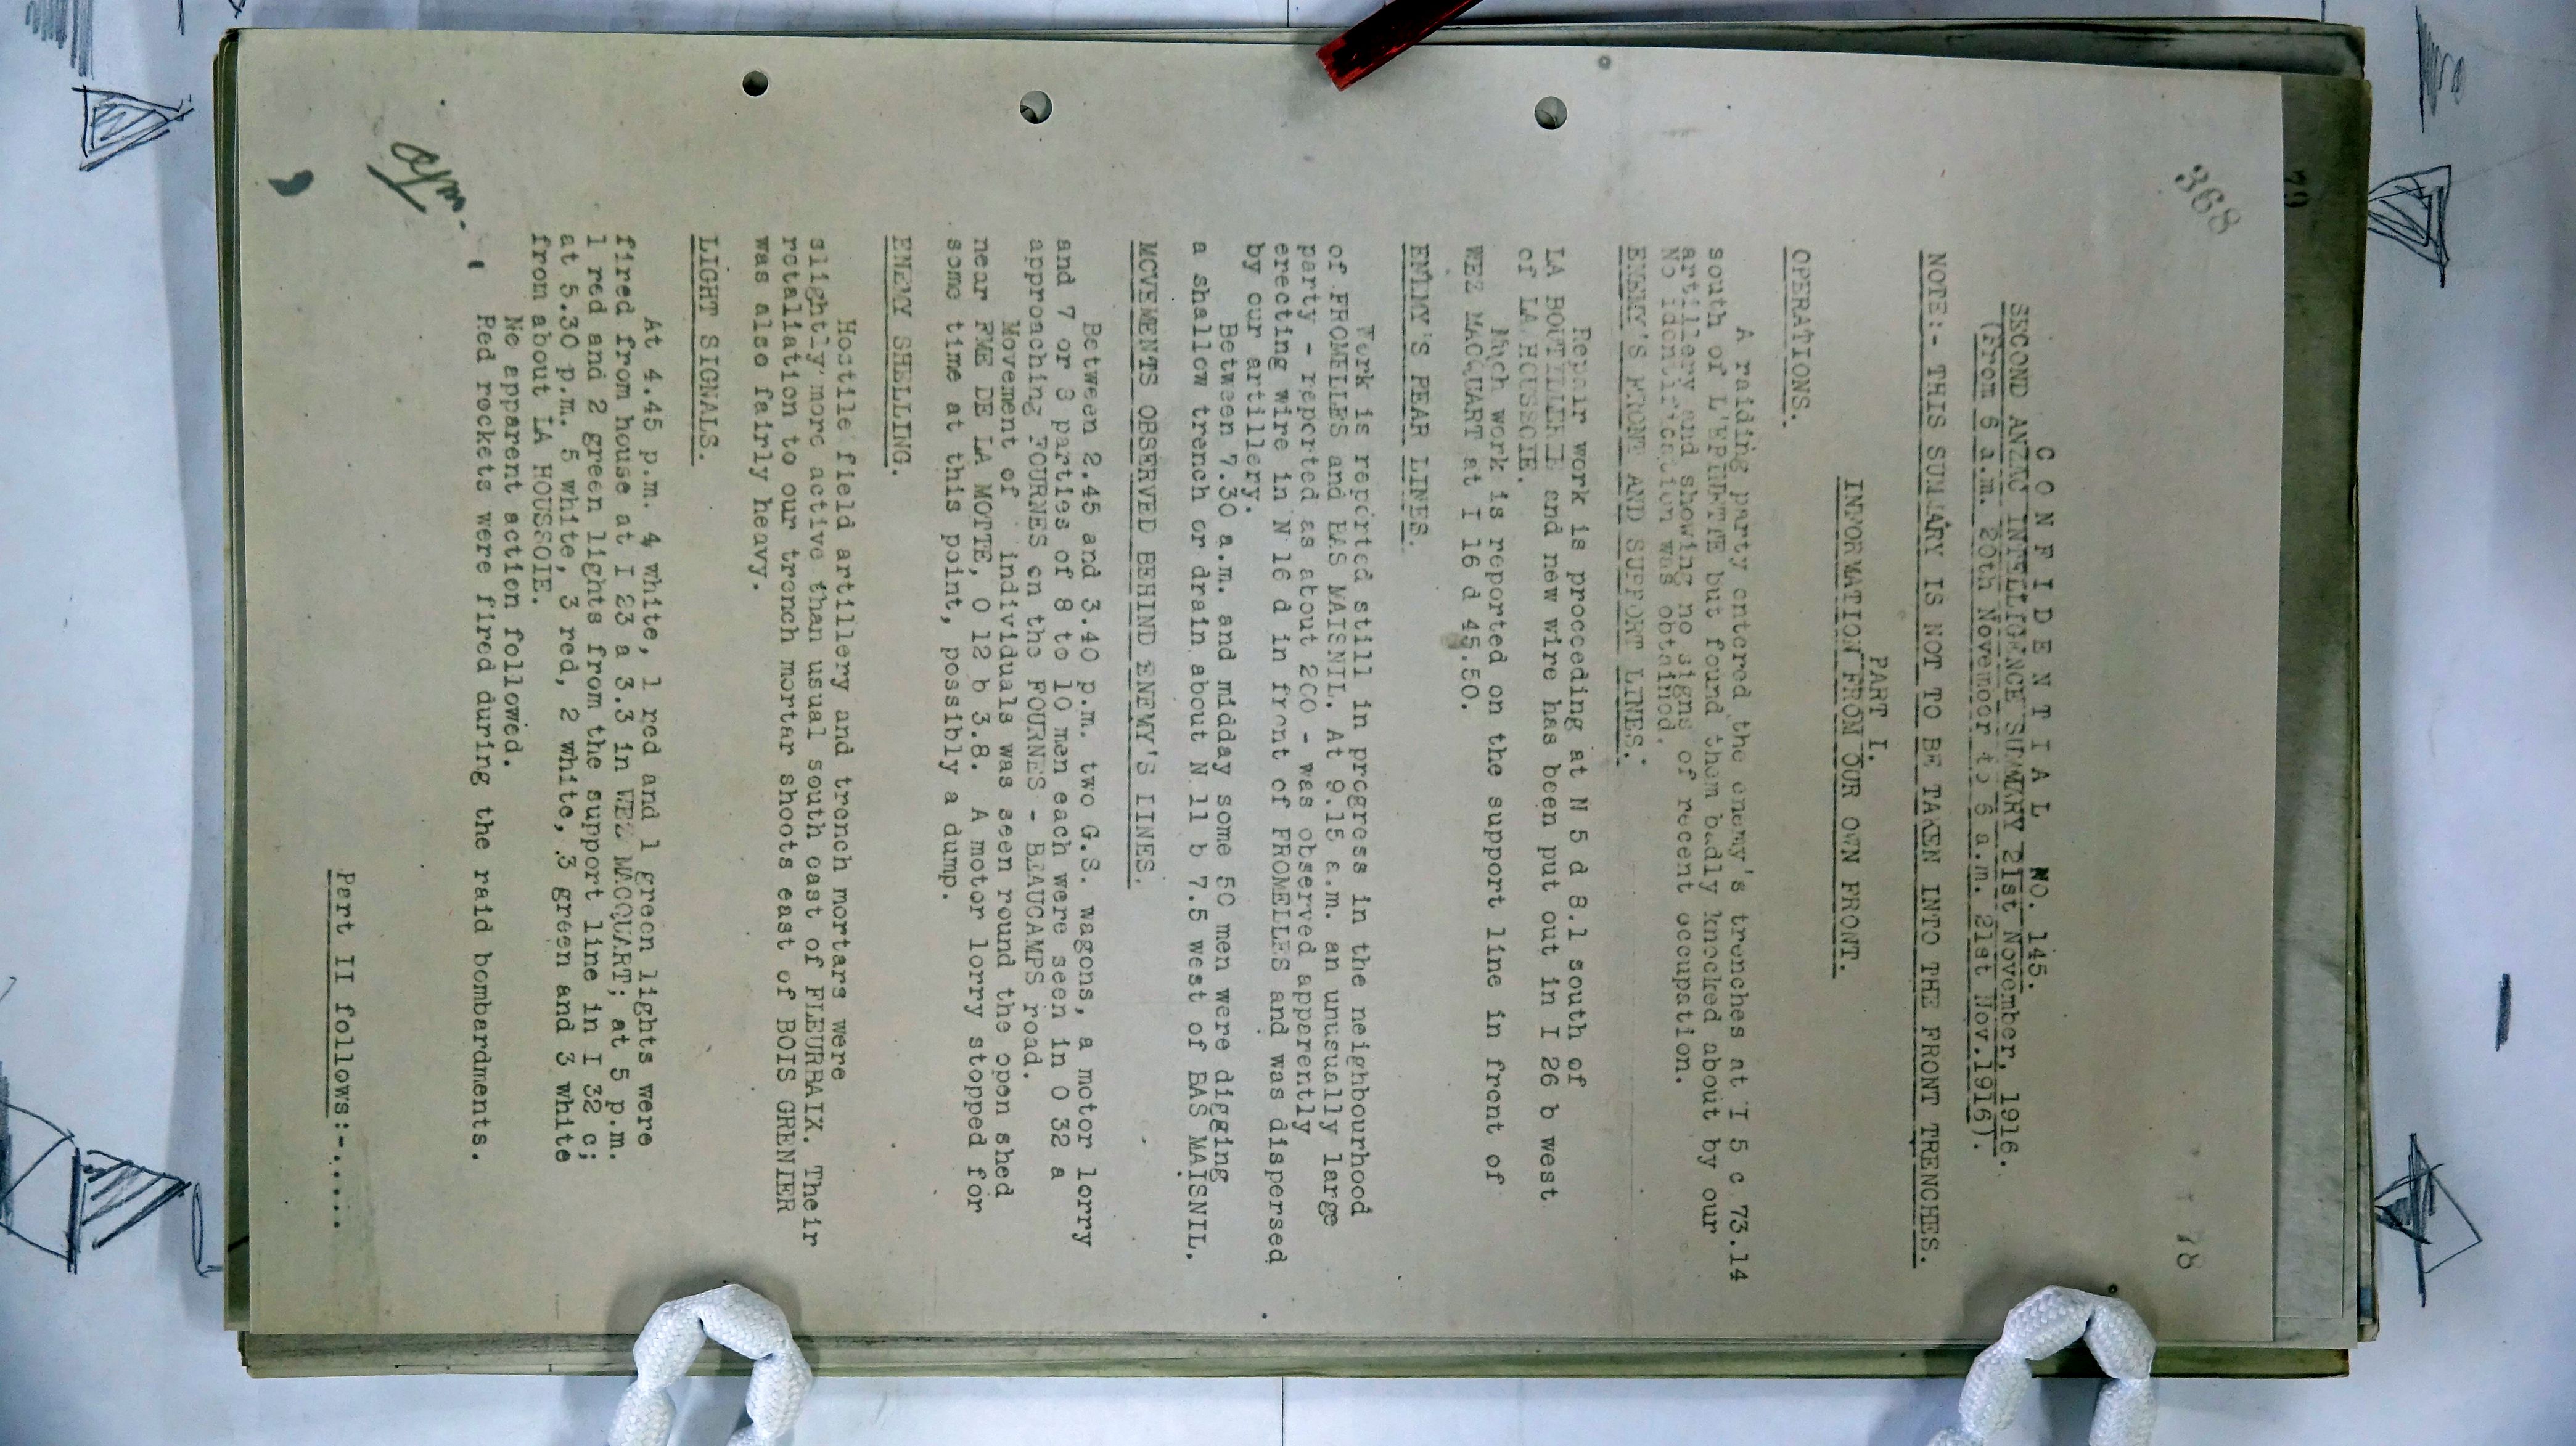 368
79
78
C O N F I D E N T I A L NO. 145.
SECOND ANZAC INTELLIGENCE SUMMARY 21st November, 1916.
(From 6 a.m. 20th November to 6 a.m. 21st Nov.1916).
NOTE:- THIS SUMMARY IS NOT TO BE TAKEN INTO THE FRONT TRENCHES.
PART I.
INFORMATION FROM OUR OWN FRONT.
OPERATIONS.
A raiding party entered the enemy's trenches at I 5 c 73.14
south of L'EPINETTE but found them badly knocked about by our
artillery and showing no signs of recent occupation.
No identification was obtained.
ENEMY'S FRONT AND SUPPORT LINES.
Repair work is proceeding at N 5 d 8.1 south of
LA BOUTILLERIE and new wire has been put out in I 26 b west
of LA HOUSSOIE.
Much work is reported on the support line in front of
WEZ MACQUART at I 16 d 45.50.
ENEMY'S REAR LINES.
Work is reported still in progress in the neighbourhood
of FROMELLES and BAS MAISNIL. At 9.15 a.m. an unusually large
party - reported as about 200 - was observed apparently
erecting wire in N 16 d in front of FROMELLES and was dispersed
by our artillery.
Between 7.30 a.m. and midday some 50 men were digging
a shallow trench or drain about N 11 b 7.5 west of BAS MAISNIL.
MOVEMENTS OBSERVED BEHIND ENEMY'S LINES.
Between 2.45 and 3.40 p.m. two G.S. wagons, a motor lorry
and 7 or 8 parties of 8 to 10 men each were seen in O 32 a
approaching FOURNES on the FOURNES - BEAUCAMPS road.
Movement of individuals was seen round the open shed
near FME DE LA MOTTE, O 12 b 3.8. A motor lorry stopped for
some time at this point, possibly a dump.
ENEMY SHELLING.
Hostile field artillery and trench mortars were
slightly more active than usual south east of FLEURBAIX. Their
retaliation to our trench mortar shoots east of BOIS GRENIER
was also fairly heavy.
LIGHT SIGNALS.
At 4.45 p.m. 4 white, 1 red and 1 green lights were
fired from house at I 23 a 3.3 in WEZ MACQUART; at 5 p.m.
1 red and 2 green lights from the support line in I 32 c;
at 5.30 p.m. 5 white, 3 red, 2 white, 3 green and 3 white
from about LA HOUSSOIE.
No apparent action followed.
Red rockets were fired during the raid bombardments.
Part II follows:-.....